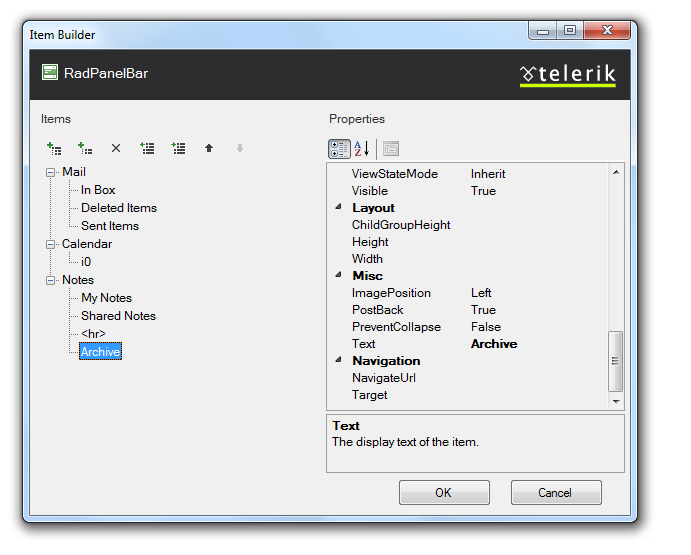 Item Builder
RadPanelBar
telerik
Items
Properties
Mail
In Box
Deleted Items
Sent Items
Calendar
i0
Notes
My Notes
Shared Notes
<hr>
Archive
A
Z
ViewStateMode Inherit
Visible True
Layout
ChildGroupHeight
Height
Width
Misc
ImagePosition Left
PostBack True
PreventCollapse False
Text Archive
Navigation
NavigateUrl
Target
Text
The display text of the item.
OK
Cancel